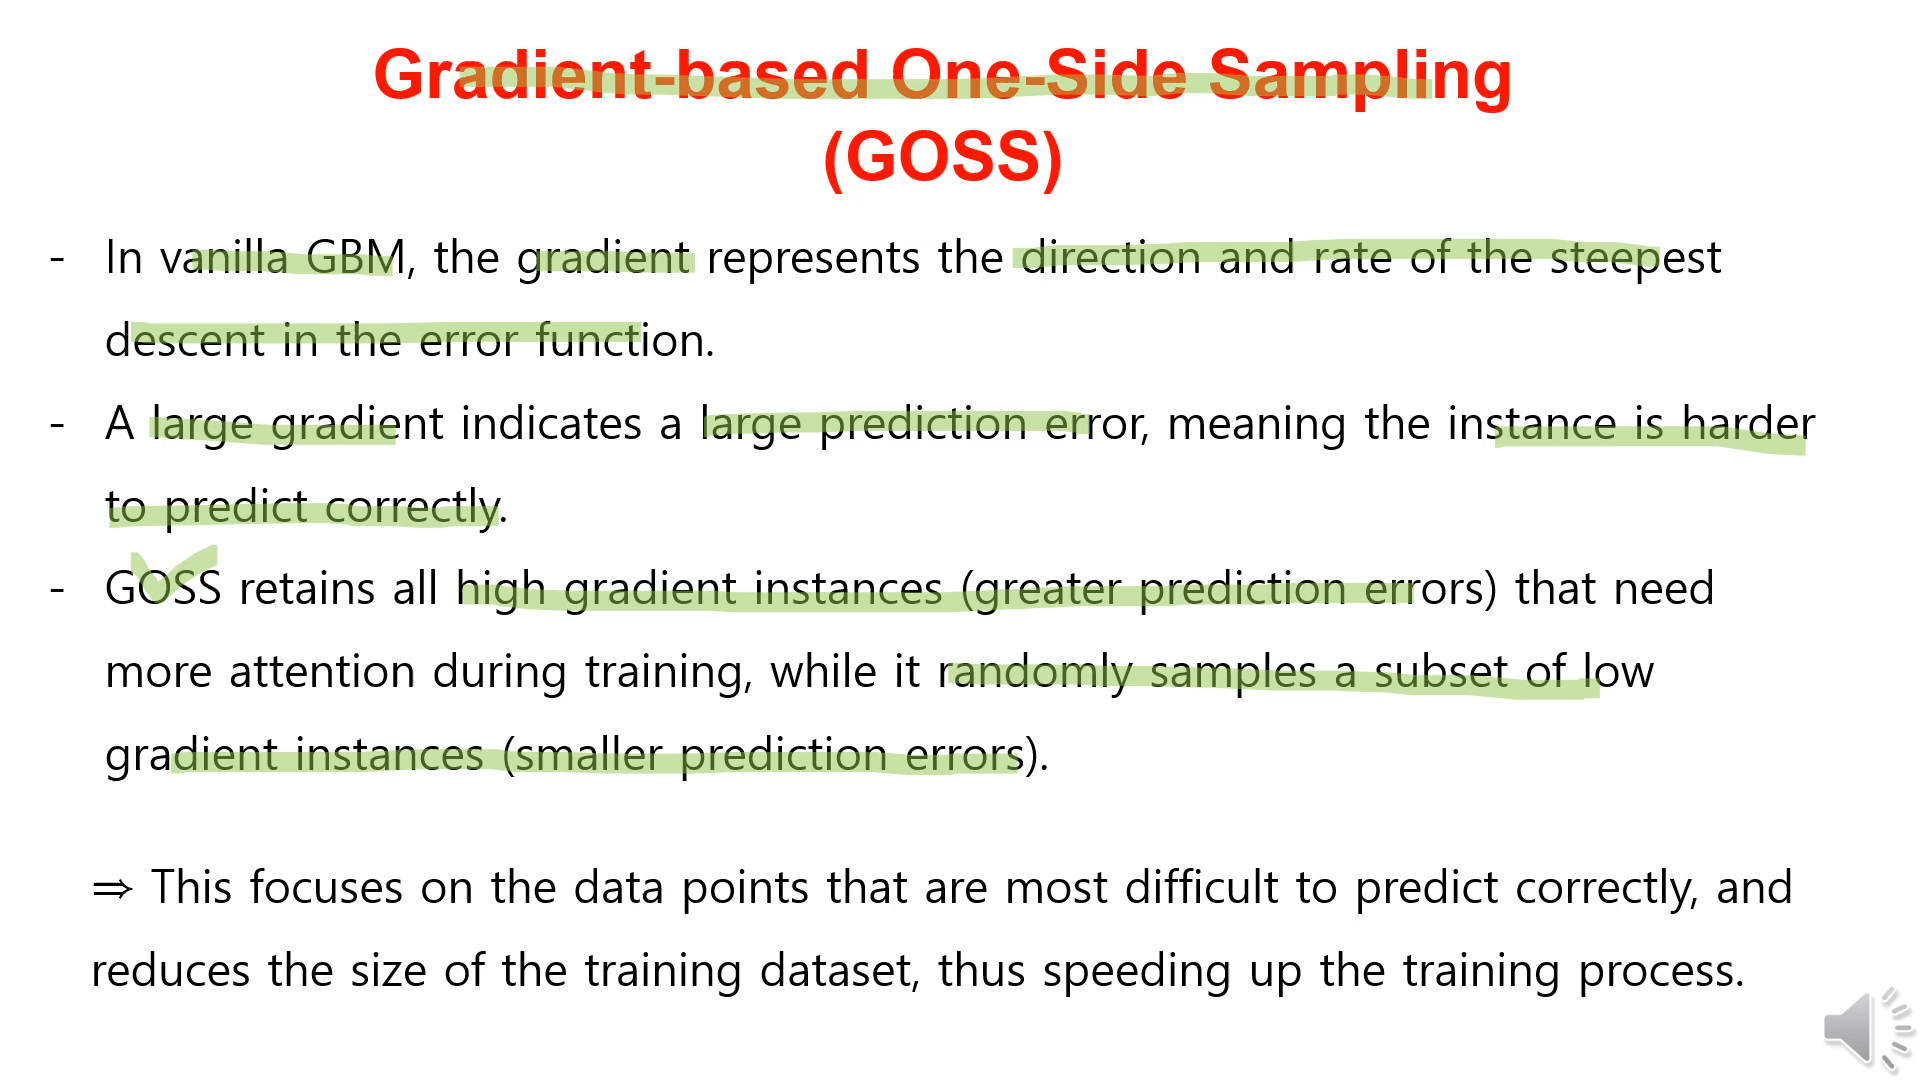 Gradient-based One-Side Sampling
(GOSS)
- In vanilla GBM, the gradient represents the direction and rate of the steepest
descent in the error function.
- A large gradient indicates a large prediction error, meaning the instance is harder
to predict correctly.
- GOSS retains all high gradient instances (greater prediction errors) that need
more attention during training, while it randomly samples a subset of low
gradient instances (smaller prediction errors).
⇒ This focuses on the data points that are most difficult to predict correctly, and
reduces the size of the training dataset, thus speeding up the training process.